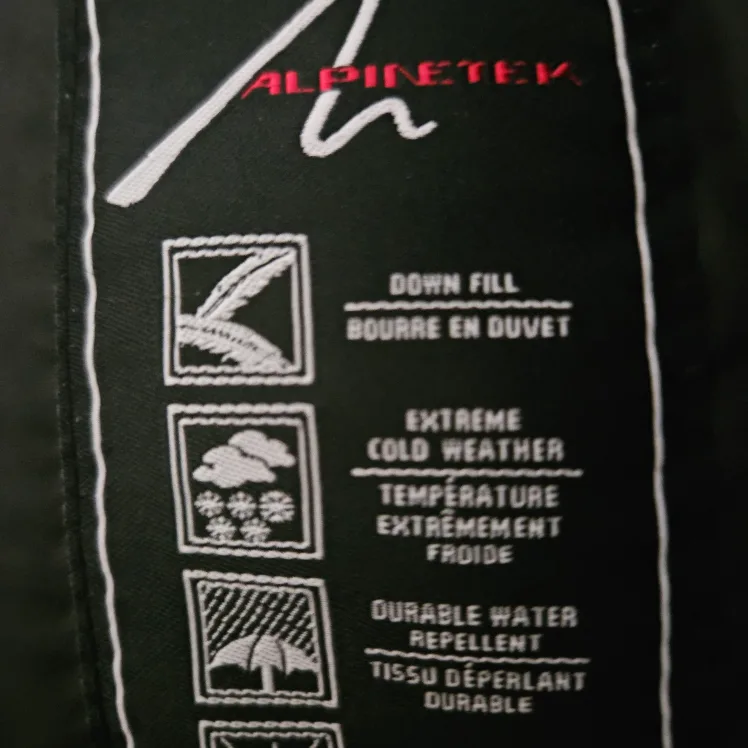 ALPINETEK
DOWN FILL
BOURRE EN DUVET
EXTREME
COLD WEATHER
TEMPÉRATURE
EXTRÊMEMENT
FROIDE
DURABLE WATER
REPELLENT
TISSU DÉPERLANT
DURABLE